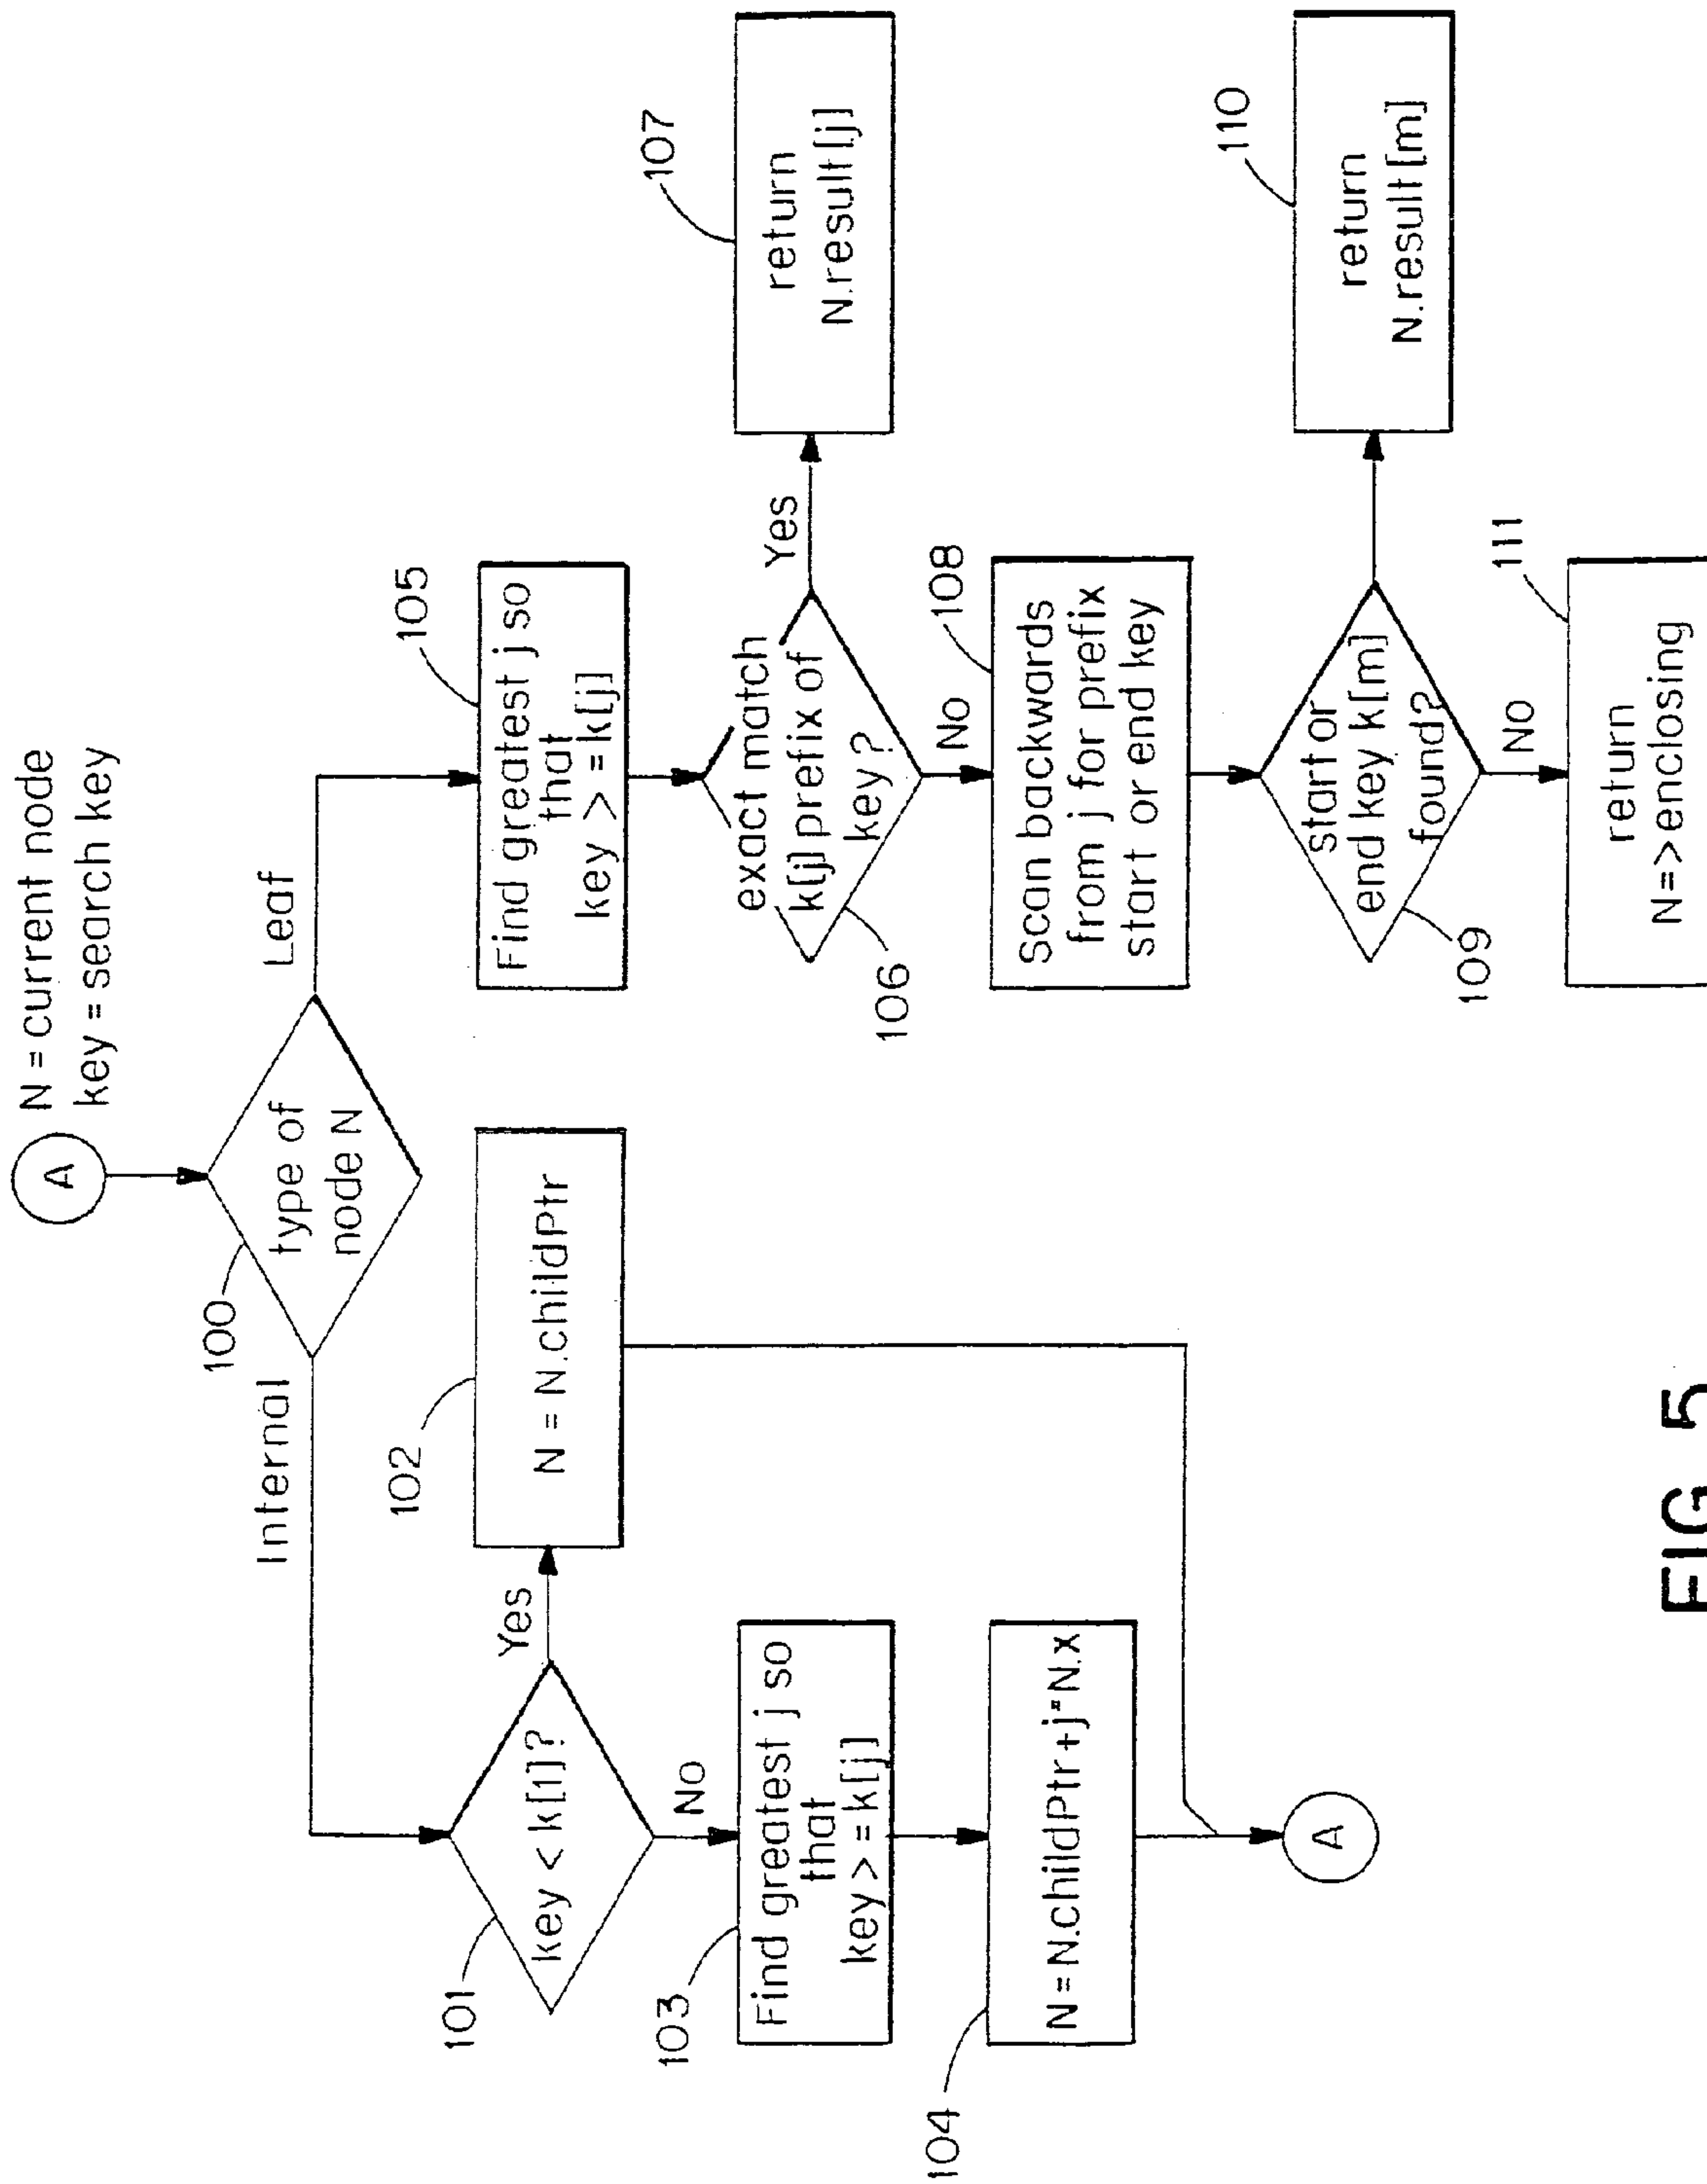 N = current node
key = search key
A
100
type of
node N
Internal
Leaf
101
key < k[1]?
Yes
102
N = N.childPtr
No
103
Find greatest j so
that
key > = k[j]
104
N = N.childPtr + j*N.x
A
105
Find greatest j so
that
key > = k[j]
106
exact match
k[j] prefix of
key?
Yes
107
return
N.result[j]
No
108
Scan backwards
from j for prefix
start or end key
109
start or
end key k[m]
found?
110
return
N.result[m]
No
111
return
N = > enclosing
FIG 5